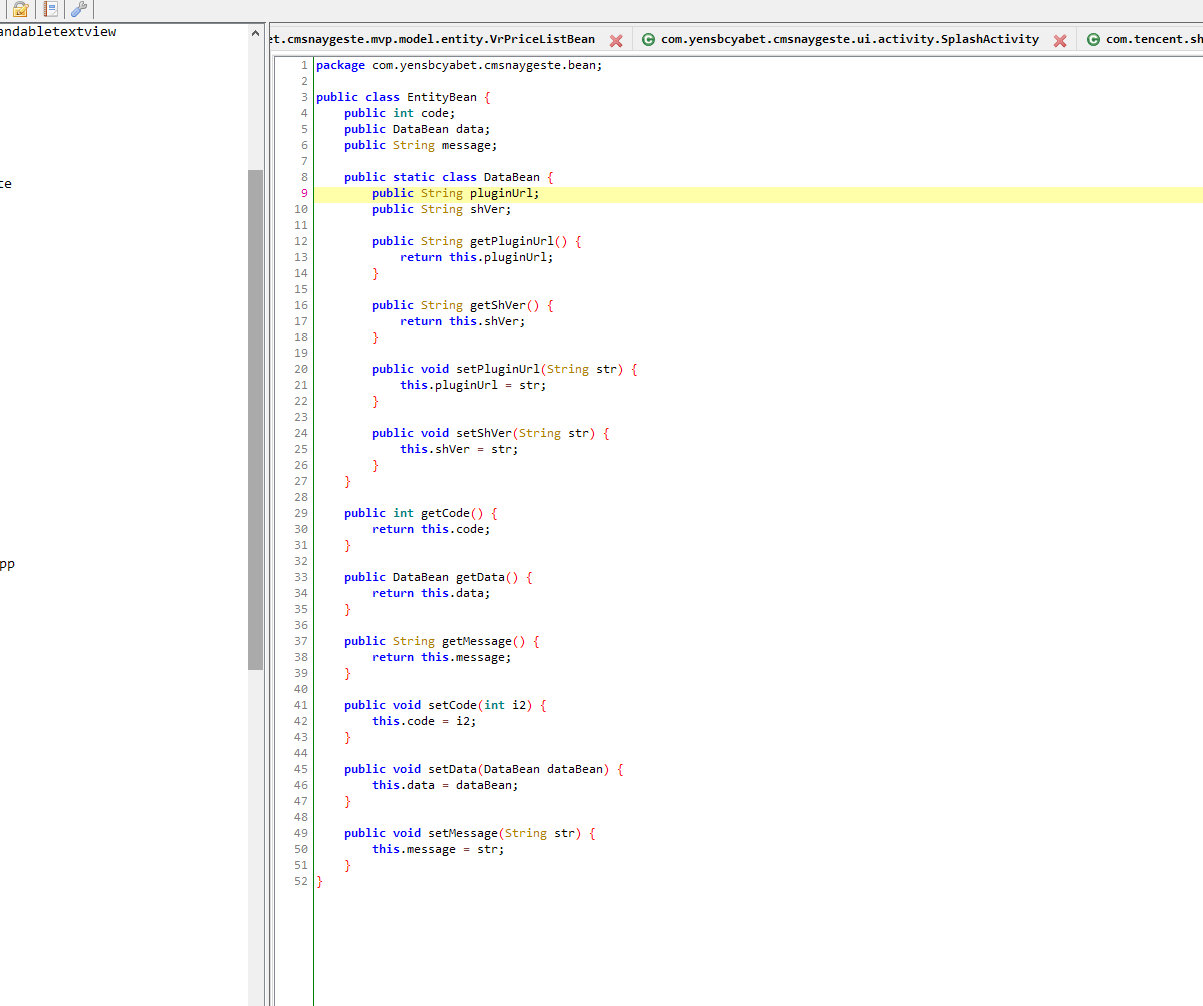 andabletextview
ce
pp
et.cmsnaygeste.mvp.model.entity.VrPriceListBean
com.yensbcyabet.cmsnaygeste.ui.activity.SplashActivity
com.tencent.sh
1 package com.yensbcyabet.cmsnaygeste.bean;
2
3 public class EntityBean {
4 public int code;
5 public DataBean data;
6 public String message;
7
8 public static class DataBean {
9 public String pluginUrl;
10 public String shVer;
11
12 public String getPluginUrl() {
13 return this.pluginUrl;
14 }
15
16 public String getShVer() {
17 return this.shVer;
18 }
19
20 public void setPluginUrl(String str) {
21 this.pluginUrl = str;
22 }
23
24 public void setShVer(String str) {
25 this.shVer = str;
26 }
27 }
28
29 public int getCode() {
30 return this.code;
31 }
32
33 public DataBean getData() {
34 return this.data;
35 }
36
37 public String getMessage() {
38 return this.message;
39 }
40
41 public void setCode(int i2) {
42 this.code = i2;
43 }
44
45 public void setData(DataBean dataBean) {
46 this.data = dataBean;
47 }
48
49 public void setMessage(String str) {
50 this.message = str;
51 }
52 }